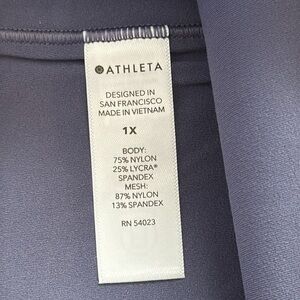 ATHLETA
DESIGNED IN
SAN FRANCISCO
MADE IN VIETNAM
1X
BODY:
75% NYLON
25% LYCRA®
SPANDEX
MESH:
87% NYLON
13% SPANDEX
RN 54023